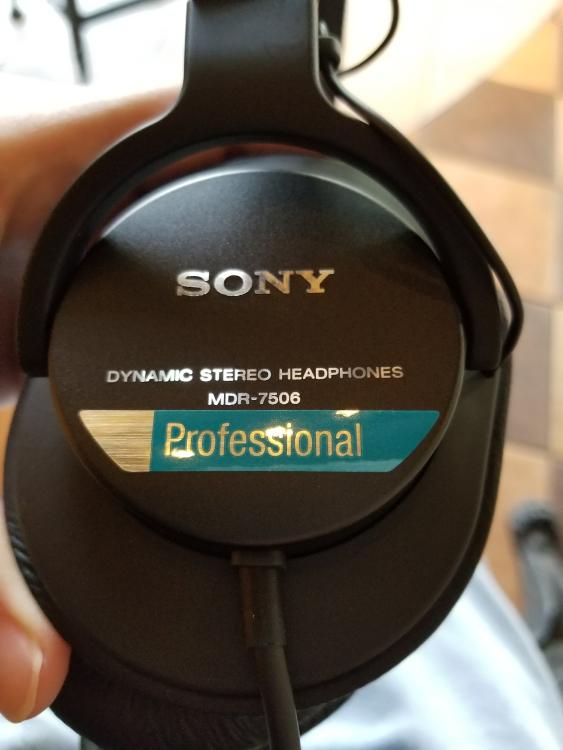 SONY
DYNAMIC STEREO HEADPHONES
MDR-7506
Professional